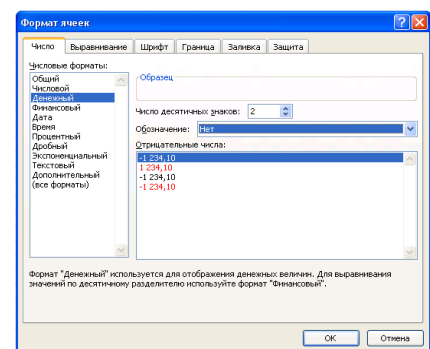 Формат ячеек
Число Выравнивание Шрифт Граница Заливка Защита
Числовые форматы:
Общий
Числовой
Денежный
Финансовый
Дата
Время
Процентный
Дробный
Экспоненциальный
Текстовый
Дополнительный
(все форматы)
Образец
Число десятичных знаков: 2
Обозначение: Нет
Отрицательные числа:
-1 234,10
1 234,10
-1 234,10
-1 234,10
Формат "Денежный" используется для отображения денежных величин. Для выравнивания
значений по десятичному разделителю используйте формат "Финансовый".
ОК Отмена